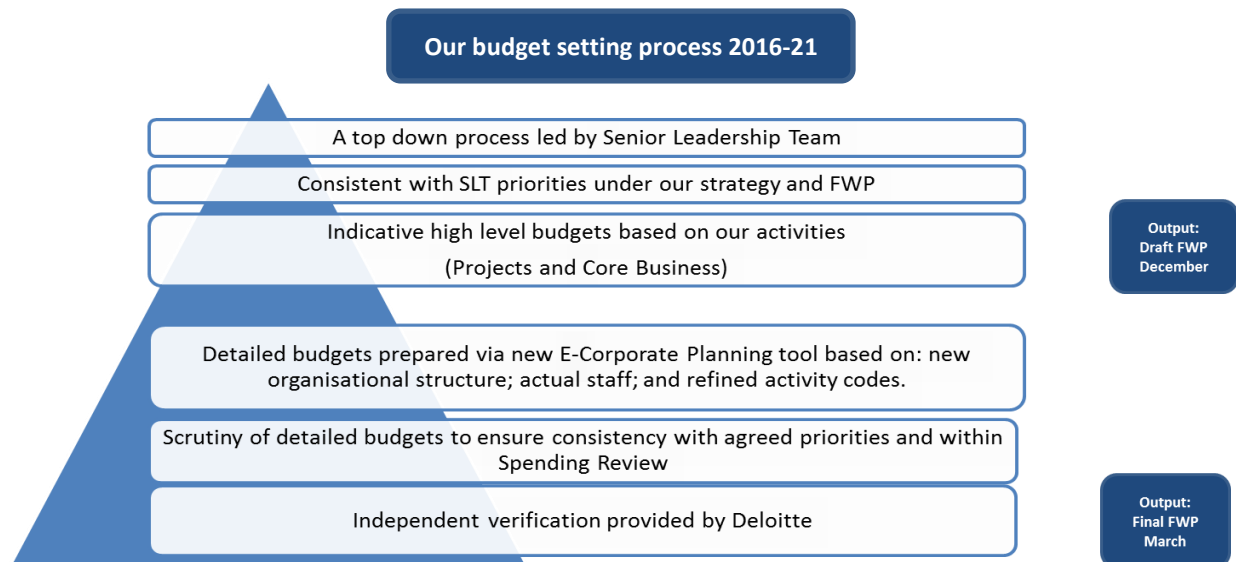 Our budget setting process 2016-21
A top down process led by Senior Leadership Team
Consistent with SLT priorities under our strategy and FWP
Indicative high level budgets based on our activities
(Projects and Core Business)
Output:
Draft FWP
December
Detailed budgets prepared via new E-Corporate Planning tool based on: new
organisational structure; actual staff; and refined activity codes.
Scrutiny of detailed budgets to ensure consistency with agreed priorities and within
Spending Review
Independent verification provided by Deloitte
Output:
Final FWP
March